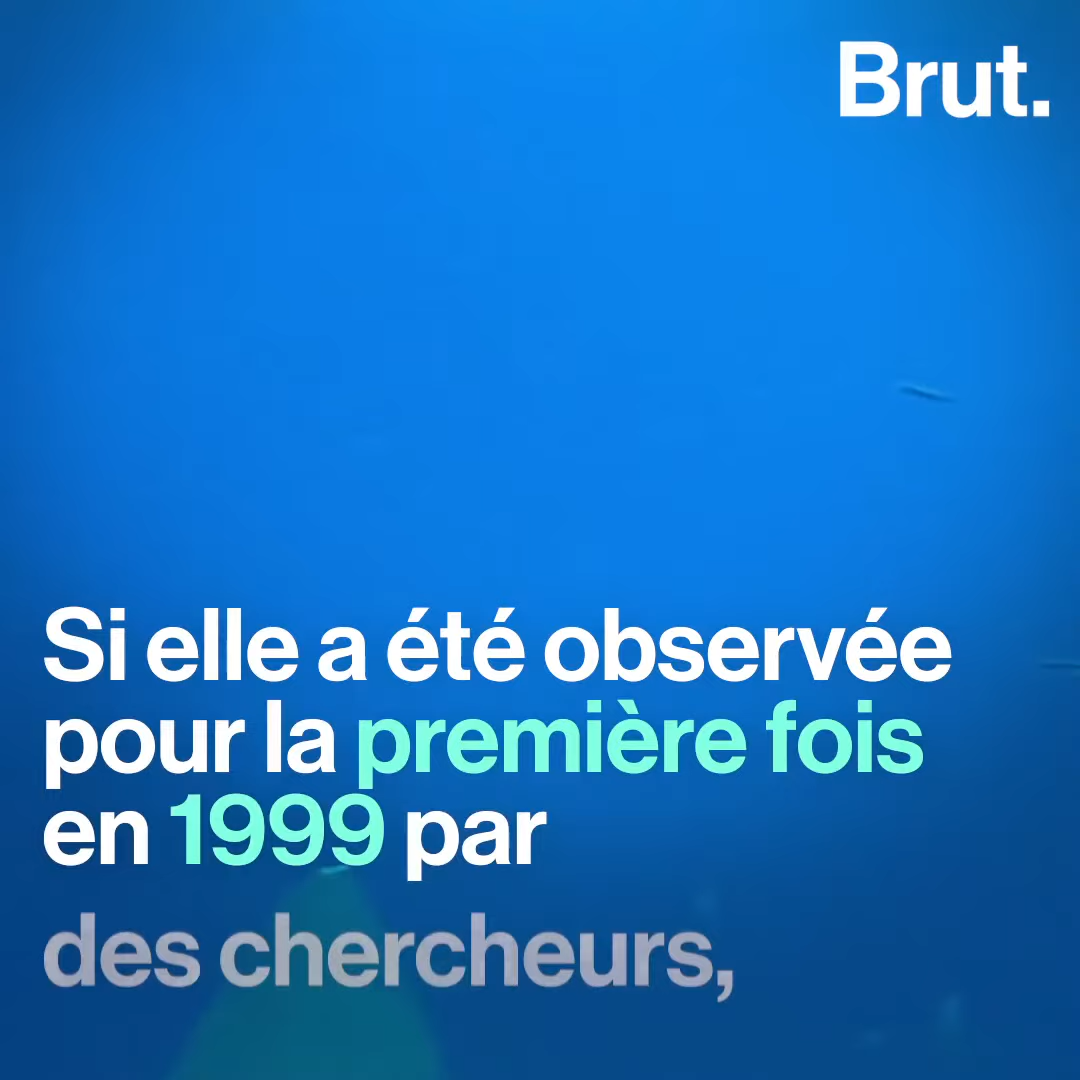 Brut.
Si elle a été observée
pour la première fois
en 1999 par
des chercheurs,